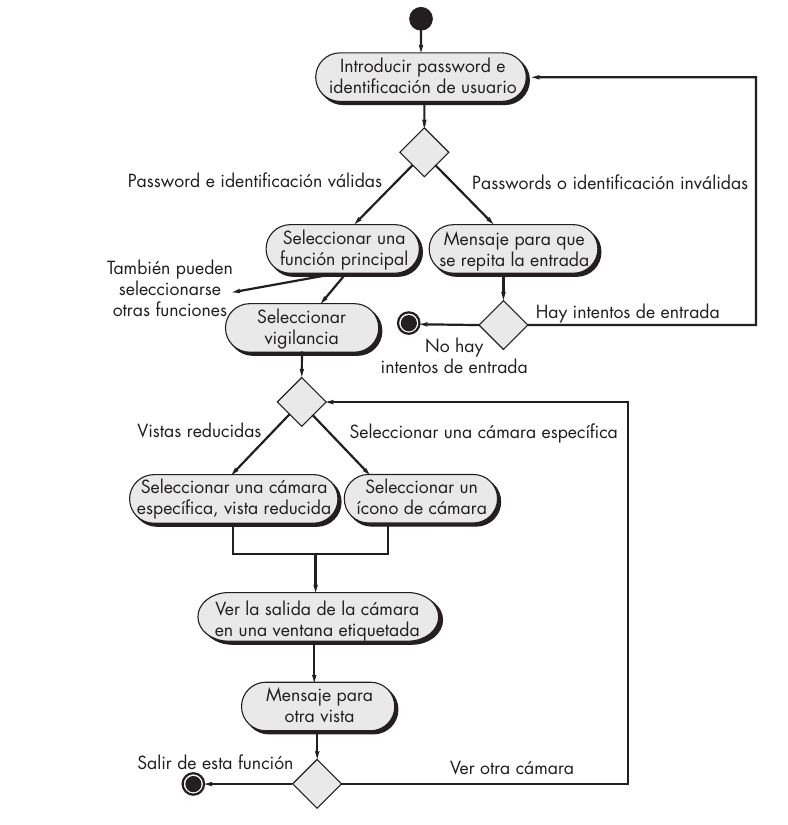 Introducir password e
identificación de usuario
Password e identificación válidas
Passwords o identificación inválidas
Seleccionar una
función principal
Mensaje para que
se repita la entrada
También pueden
seleccionarse
otras funciones
Seleccionar
vigilancia
Hay intentos de entrada
No hay
intentos de entrada
Vistas reducidas
Seleccionar una cámara específica
Seleccionar una cámara
específica, vista reducida
Seleccionar un
ícono de cámara
Ver la salida de la cámara
en una ventana etiquetada
Mensaje para
otra vista
Salir de esta función
Ver otra cámara